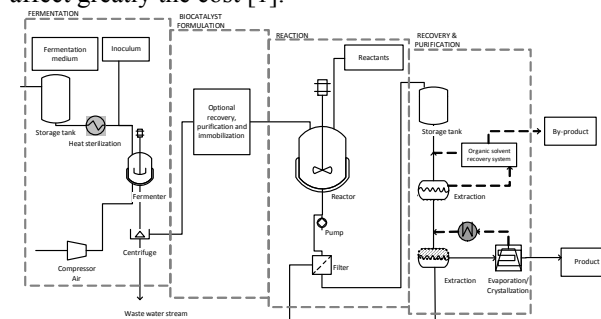 affect greatly the cost [1].
FERMENTATION
BIOCATALYST
FORMULATION
REACTION
RECOVERY &
PURIFICATION
Fermentation
medium
Inoculum
Storage tank
Heat sterilization
Fermenter
Compressor
Air
Centrifuge
Waste water stream
Optional
recovery,
purification and
immobilization
Reactants
Reactor
Pump
Filter
Storage tank
Organic solvent
recovery system
By-product
Extraction
Extraction
Evaporation/
Crystallization
Product